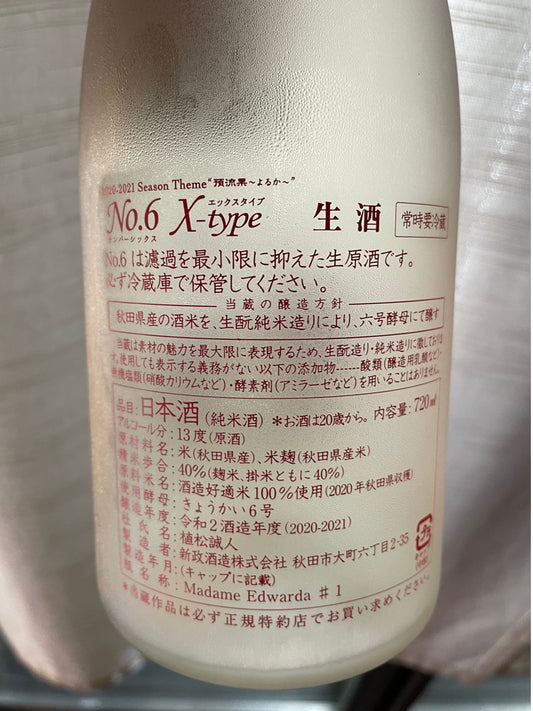 2020-2021 Season Theme“預流果〜よるか〜”
No.6 X-type 生酒 常時要冷蔵
ナンバーシックス エックスタイプ
No.6 は濾過を最小限に抑えた生原酒です。
必ず冷蔵庫で保管してください。
当蔵の醸造方針
秋田県産の酒米を、生酛純米造りにより、六号酵母にて醸す
当蔵は素材の魅力を最大限に表現するため、生酛造り・純米造りに徹しており
ます。使用しても表示する義務がない以下の添加物……酸類(醸造用乳酸など)・
無機塩類(硝酸カリウムなど)・酵素剤(アミラーゼなど)を用いることはありません。
品目:日本酒(純米酒) *お酒は20歳から。内容量:720ml
アルコール分:13度(原酒)
原材料名:米(秋田県産)、米麹(秋田県産米)
精米歩合:40%(麹米、掛米ともに40%)
原料米名:酒造好適米100%使用(2020年秋田県収穫)
使用酵母:きょうかい6号
醸造年度:令和2酒造年度(2020-2021)
杜氏名:植松誠人
製造者:新政酒造株式会社 秋田市大町六丁目2-35
製造年月:(キャップに記載)
瓶名称:Madame Edwarda #1
*当蔵作品は必ず正規特約店でお買い求めください。